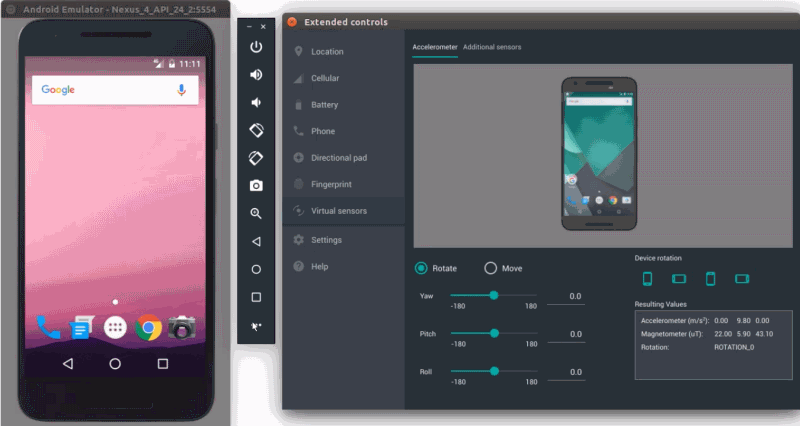 Android Emulator - Nexus_4_API_24_2:5554
11:11
Google
Extended controls
Location
Cellular
Battery
Phone
Directional pad
Fingerprint
Virtual sensors
Settings
Help
Accelerometer Additional sensors
Rotate Move
Yaw 0.0
-180 180
Pitch 0.0
-180 180
Roll 0.0
-180 180
Device rotation
Resulting Values
Accelerometer (m/s²): 0.00 9.80 0.00
Magnetometer (uT): 22.00 5.90 43.10
Rotation: ROTATION_0